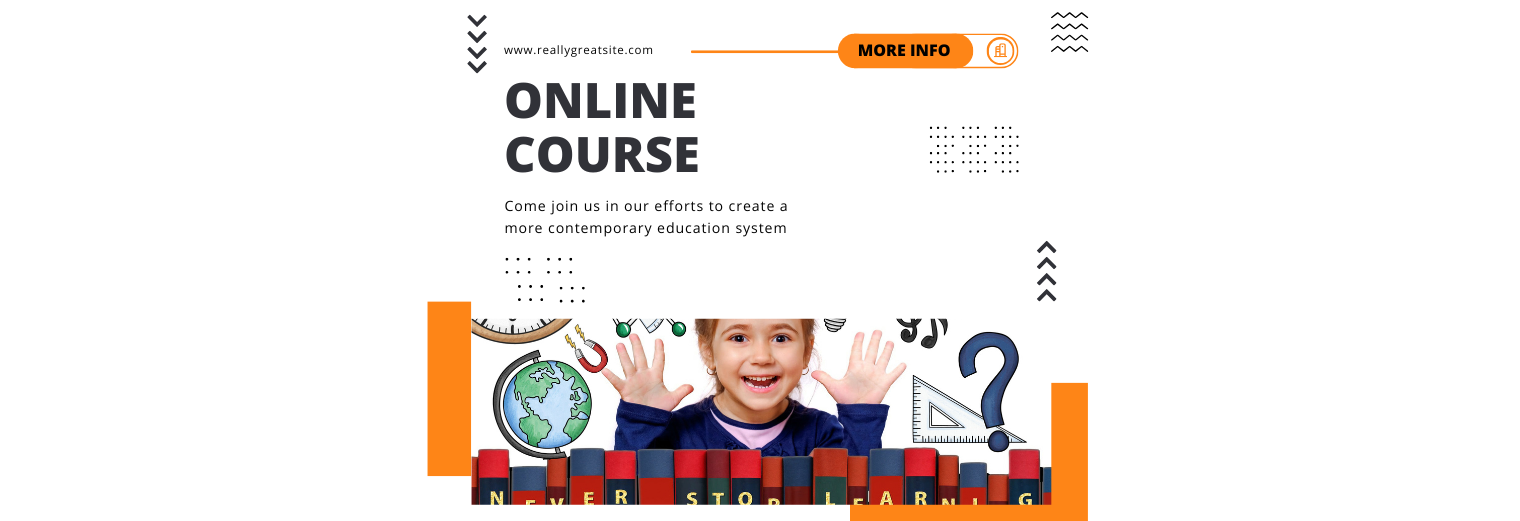 www.reallygreatsite.com
MORE INFO
ONLINE
COURSE
Come join us in our efforts to create a
more contemporary education system
NEVER STOP LEARNING